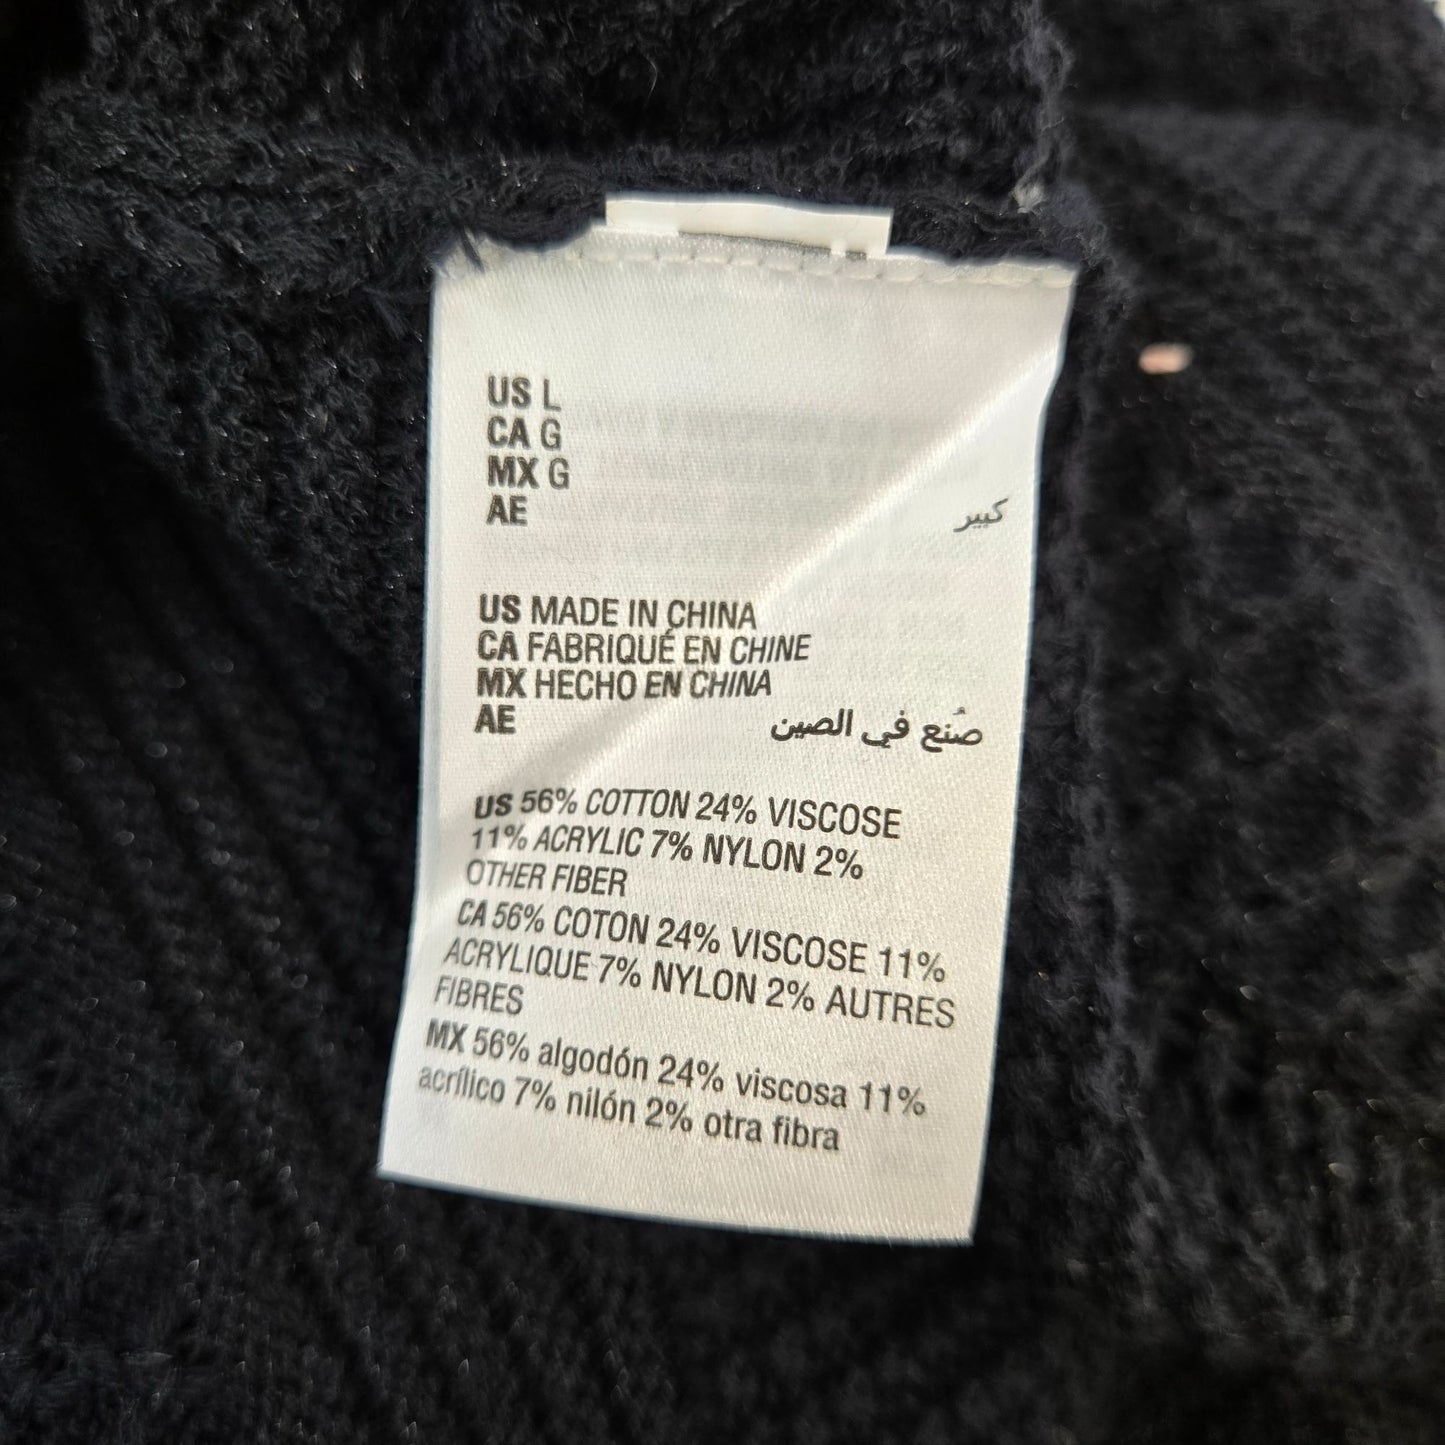 US L
CA G
MX G
AE كبير
US MADE IN CHINA
CA FABRIQUÉ EN CHINE
MX HECHO EN CHINA
AE صُنع في الصين
US 56% COTTON 24% VISCOSE
11% ACRYLIC 7% NYLON 2%
OTHER FIBER
CA 56% COTON 24% VISCOSE 11%
ACRYLIQUE 7% NYLON 2% AUTRES
FIBRES
MX 56% algodón 24% viscosa 11%
acrílico 7% nilón 2% otra fibra